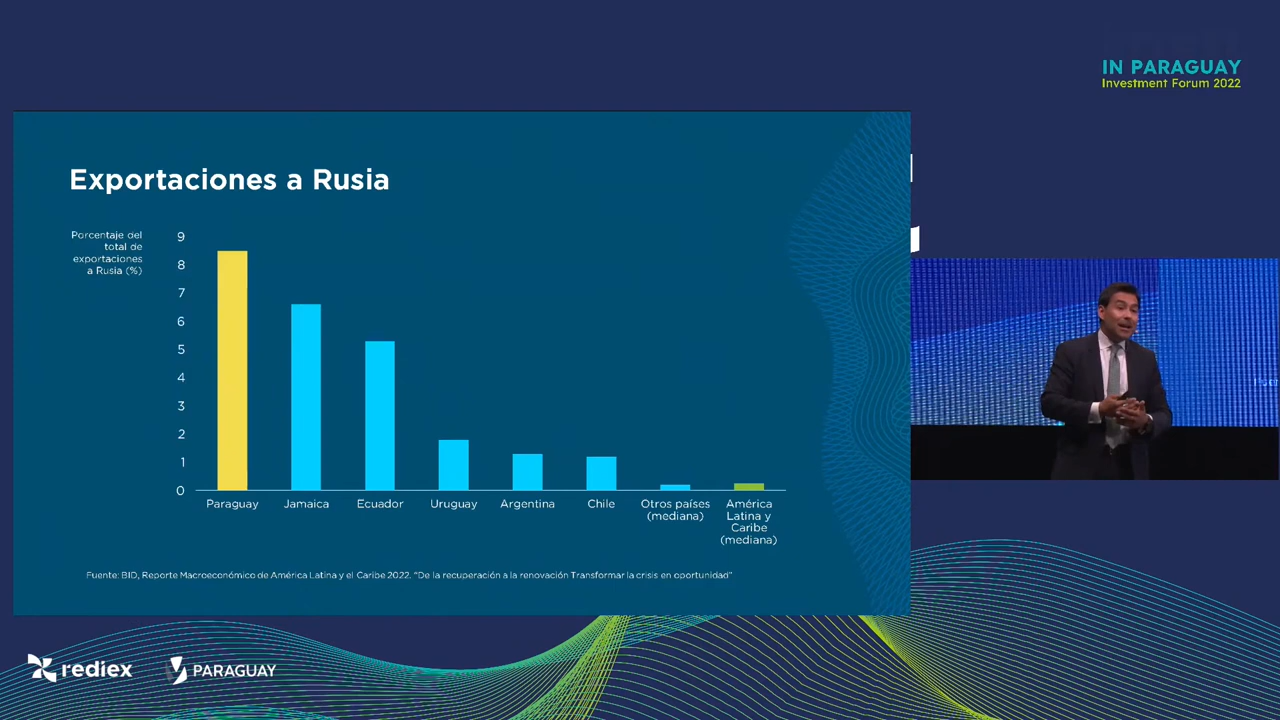 IN PARAGUAY
Investment Forum 2022
Exportaciones a Rusia
Porcentaje del
total de
exportaciones
a Rusia (%)
9
8
7
6
5
4
3
2
1
0
Paraguay
Jamaica
Ecuador
Uruguay
Argentina
Chile
Otros países
(mediana)
América
Latina y
Caribe
(mediana)
Fuente: BID, Reporte Macroeconómico de América Latina y el Caribe 2022. "De la recuperación a la renovación Transformar la crisis en oportunidad"
rediex
PARAGUAY